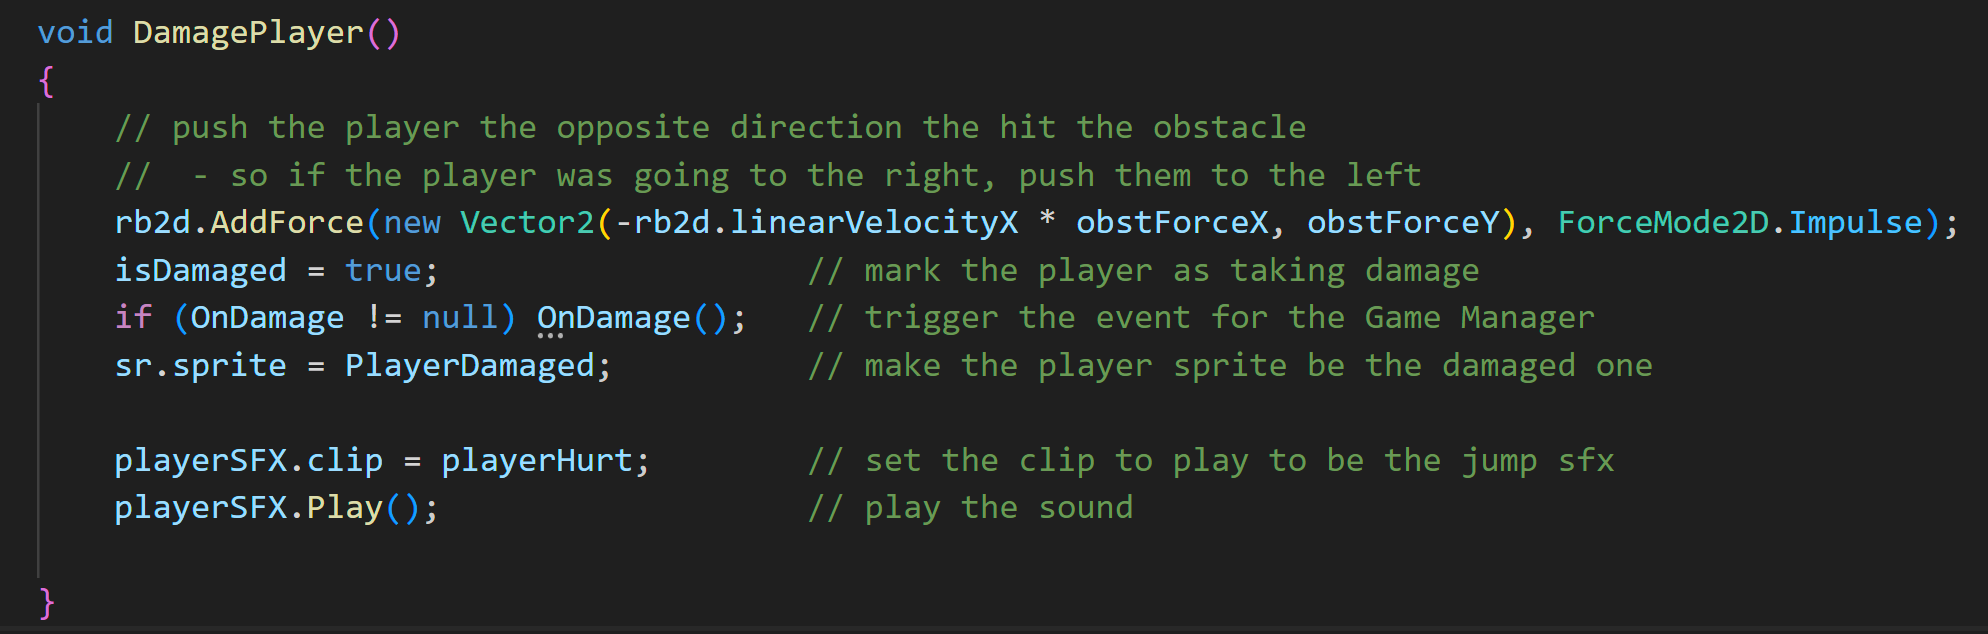 void DamagePlayer()
{
    // push the player the opposite direction the hit the obstacle
    //  - so if the player was going to the right, push them to the left
    rb2d.AddForce(new Vector2(-rb2d.linearVelocityX * obstForceX, obstForceY), ForceMode2D.Impulse);
    isDamaged = true;                   // mark the player as taking damage
    if (OnDamage != null) OnDamage();   // trigger the event for the Game Manager
    sr.sprite = PlayerDamaged;          // make the player sprite be the damaged one
    playerSFX.clip = playerHurt;        // set the clip to play to be the jump sfx
    playerSFX.Play();                   // play the sound
}